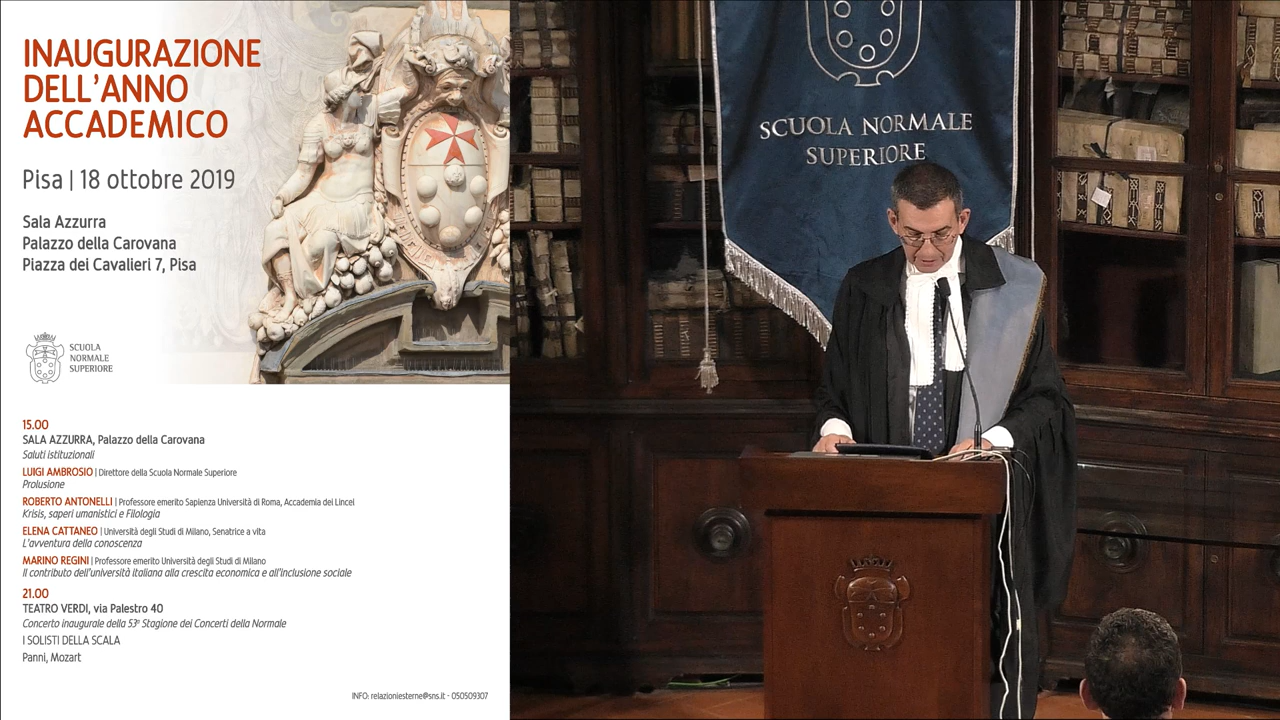 INAUGURAZIONE
DELL'ANNO
ACCADEMICO
Pisa | 18 ottobre 2019
Sala Azzurra
Palazzo della Carovana
Piazza dei Cavalieri 7, Pisa
SCUOLA
NORMALE
SUPERIORE
15.00
SALA AZZURRA, Palazzo della Carovana
Saluti istituzionali
LUIGI AMBROSIO | Direttore della Scuola Normale Superiore
Prolusione
ROBERTO ANTONELLI | Professore emerito Sapienza Università di Roma, Accademia dei Lincei
Krisis, saperi umanistici e Filologia
ELENA CATTANEO | Università degli Studi di Milano, Senatrice a vita
L'avventura della conoscenza
MARINO REGINI | Professore emerito Università degli Studi di Milano
Il contributo dell'università italiana alla crescita economica e all'inclusione sociale
21.00
TEATRO VERDI, via Palestro 40
Concerto inaugurale della 53ª Stagione dei Concerti della Normale
I SOLISTI DELLA SCALA
Panni, Mozart
INFO: relazioniesterne@sns.it - 050509307
SCUOLA NORMALE
SUPERIORE